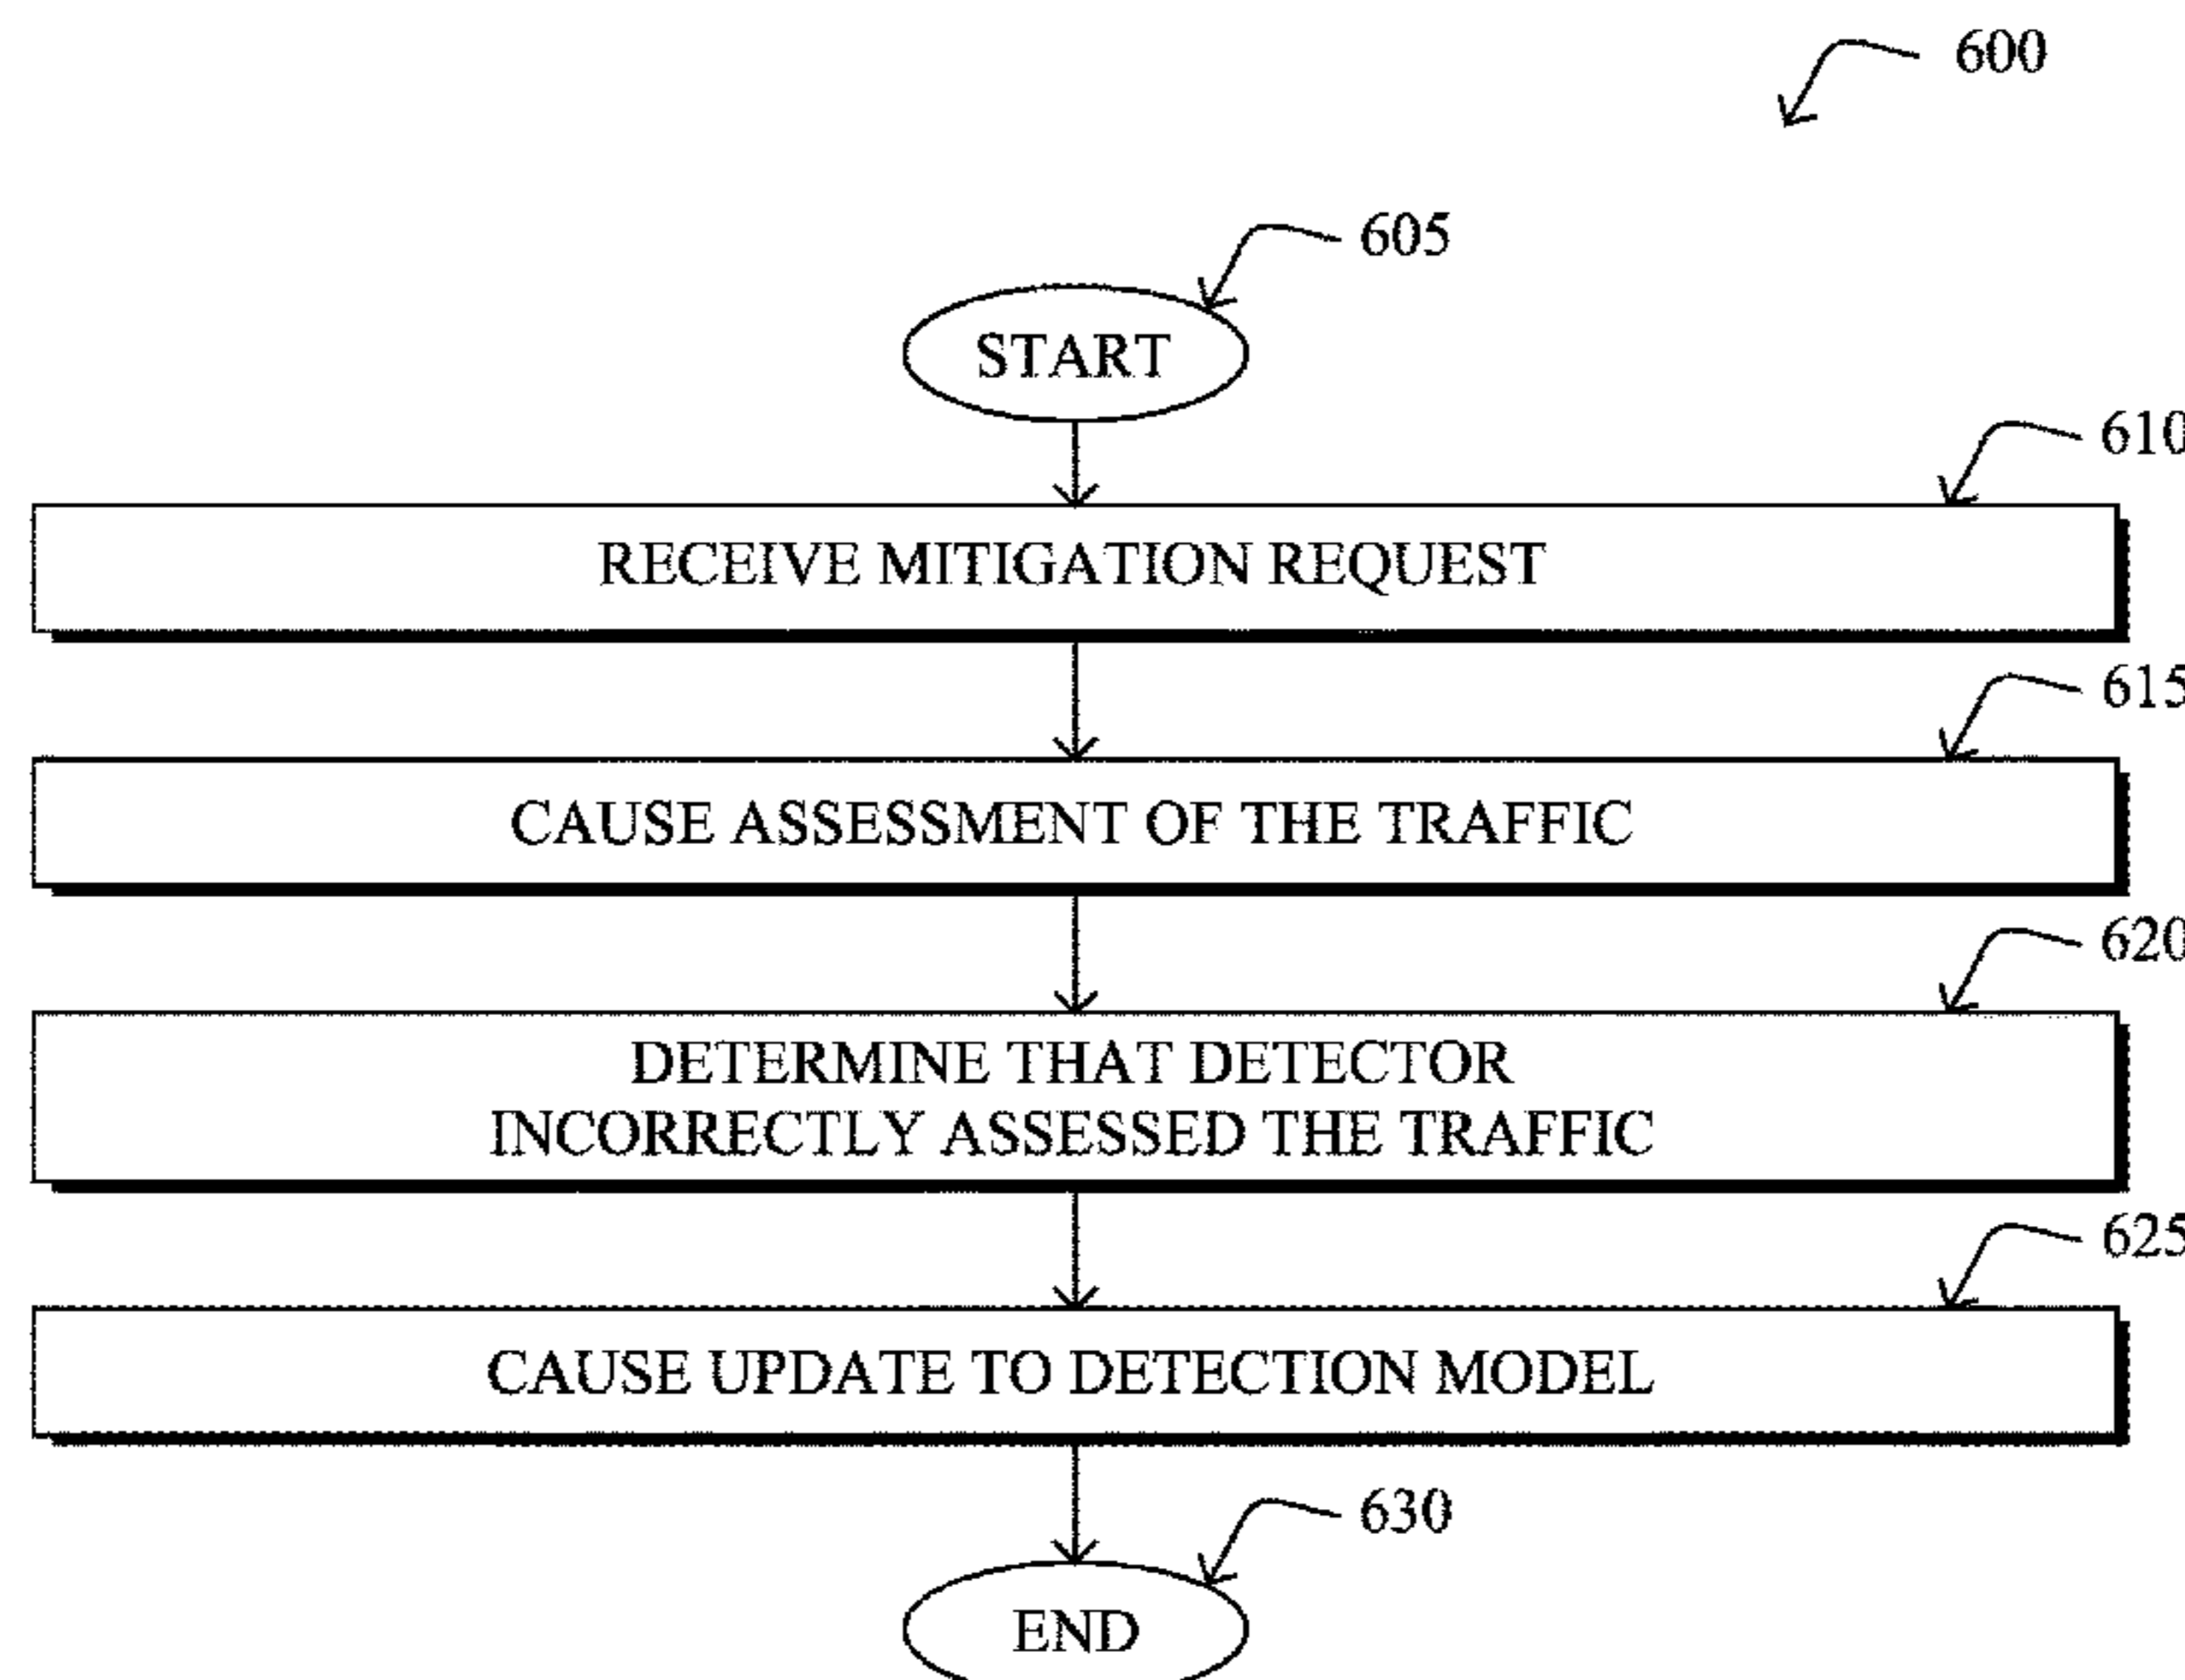 600
605
START
610
RECEIVE MITIGATION REQUEST
615
CAUSE ASSESSMENT OF THE TRAFFIC
620
DETERMINE THAT DETECTOR
INCORRECTLY ASSESSED THE TRAFFIC
625
CAUSE UPDATE TO DETECTION MODEL
630
END